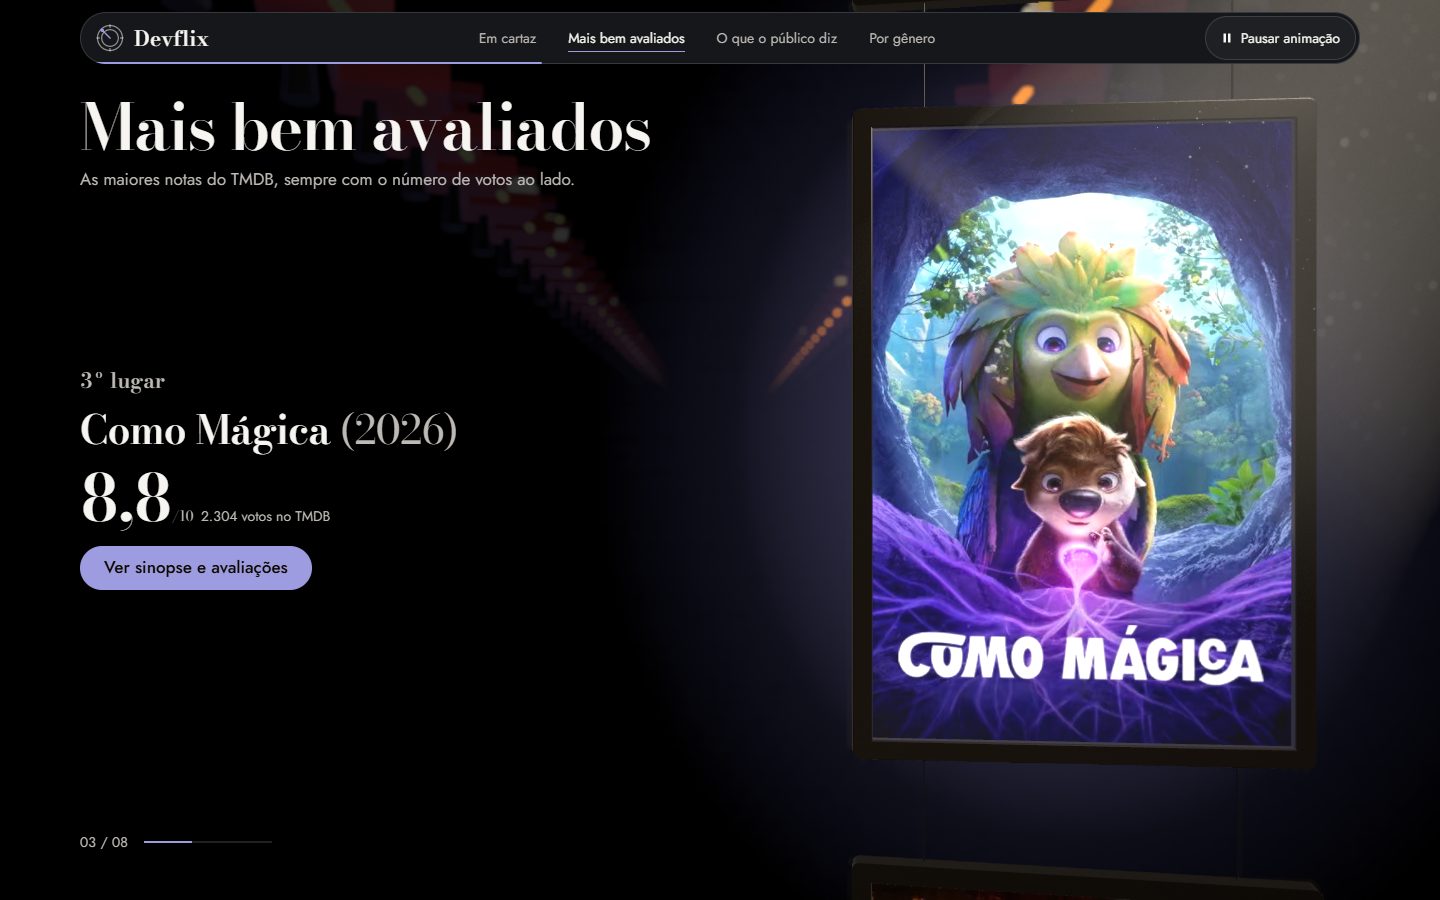 Devflix
Em cartaz
Mais bem avaliados
O que o público diz
Por gênero
Pausar animação
Mais bem avaliados
As maiores notas do TMDB, sempre com o número de votos ao lado.
3º lugar
Como Mágica (2026)
8,8/10 2.304 votos no TMDB
Ver sinopse e avaliações
COMO MÁGICA
03 / 08